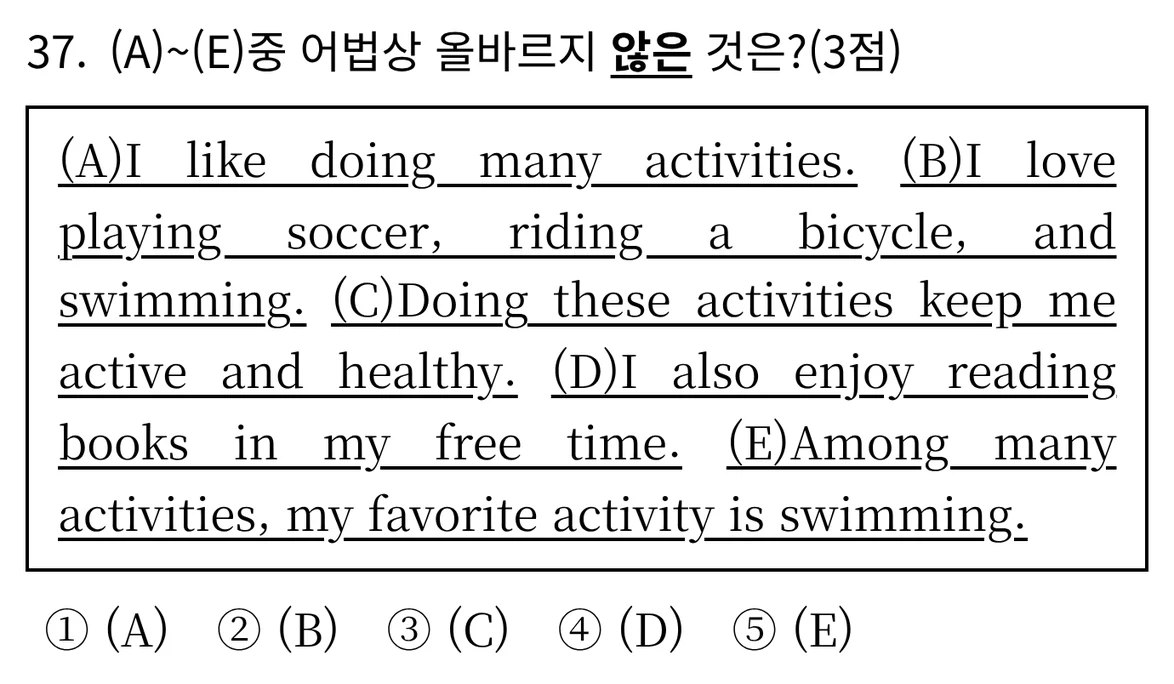 37. (A)~(E)중 어법상 올바르지 않은 것은?(3점)
(A)I like doing many activities. (B)I love
playing soccer, riding a bicycle, and
swimming. (C)Doing these activities keep me
active and healthy. (D)I also enjoy reading
books in my free time. (E)Among many
activities, my favorite activity is swimming.
① (A) ② (B) ③ (C) ④ (D) ⑤ (E)